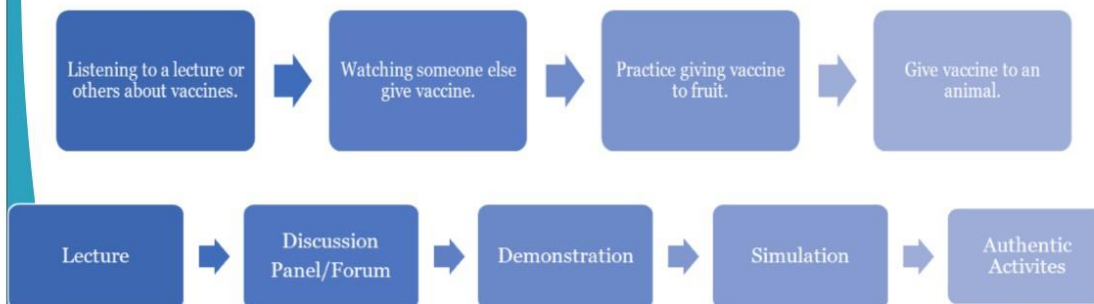 Listening to a lecture or
others about vaccines.
Watching someone else
give vaccine.
Practice giving vaccine
to fruit.
Give vaccine to an
animal.
Lecture
Discussion
Panel/Forum
Demonstration
Simulation
Authentic
Activites